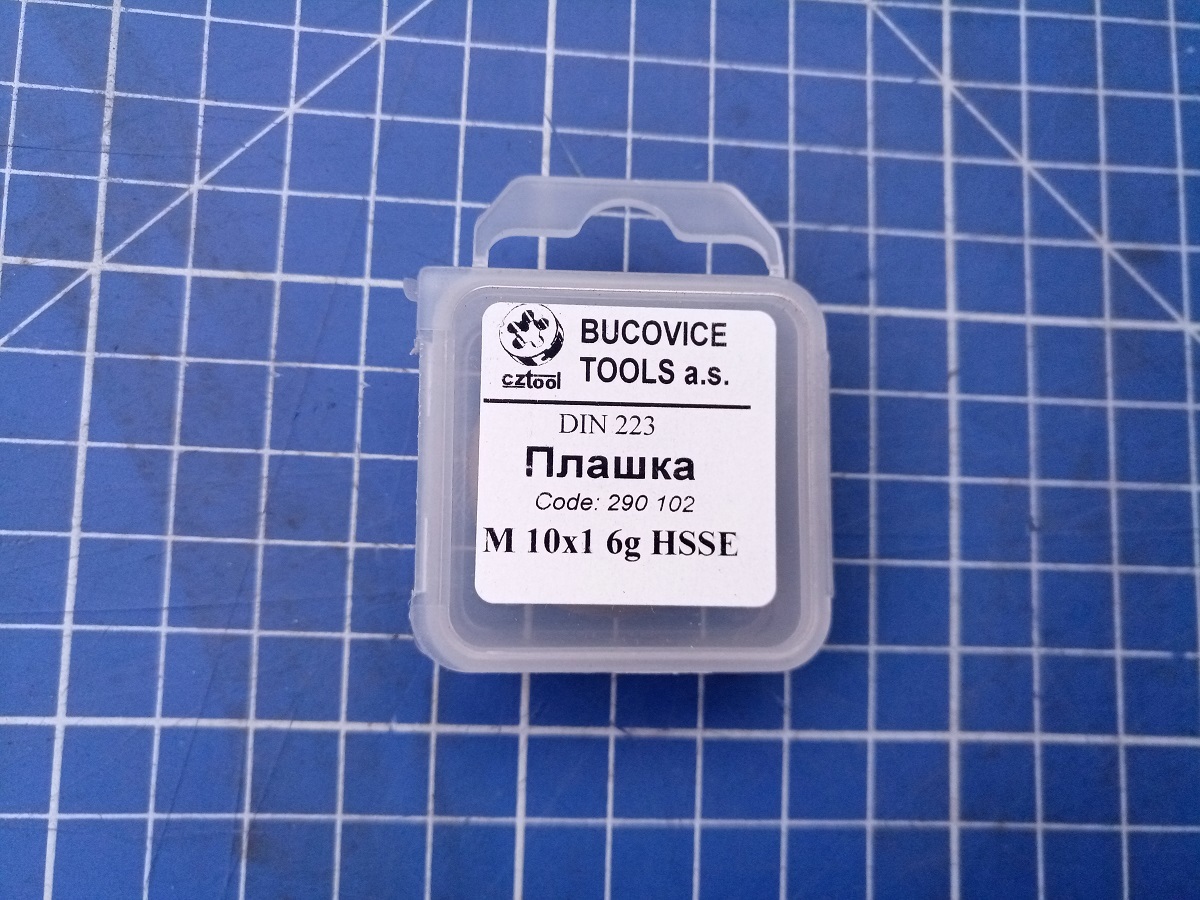 cztool
BUCOVICE
TOOLS a.s.
DIN 223
Плашка
Code: 290 102
M 10x1 6g HSSE